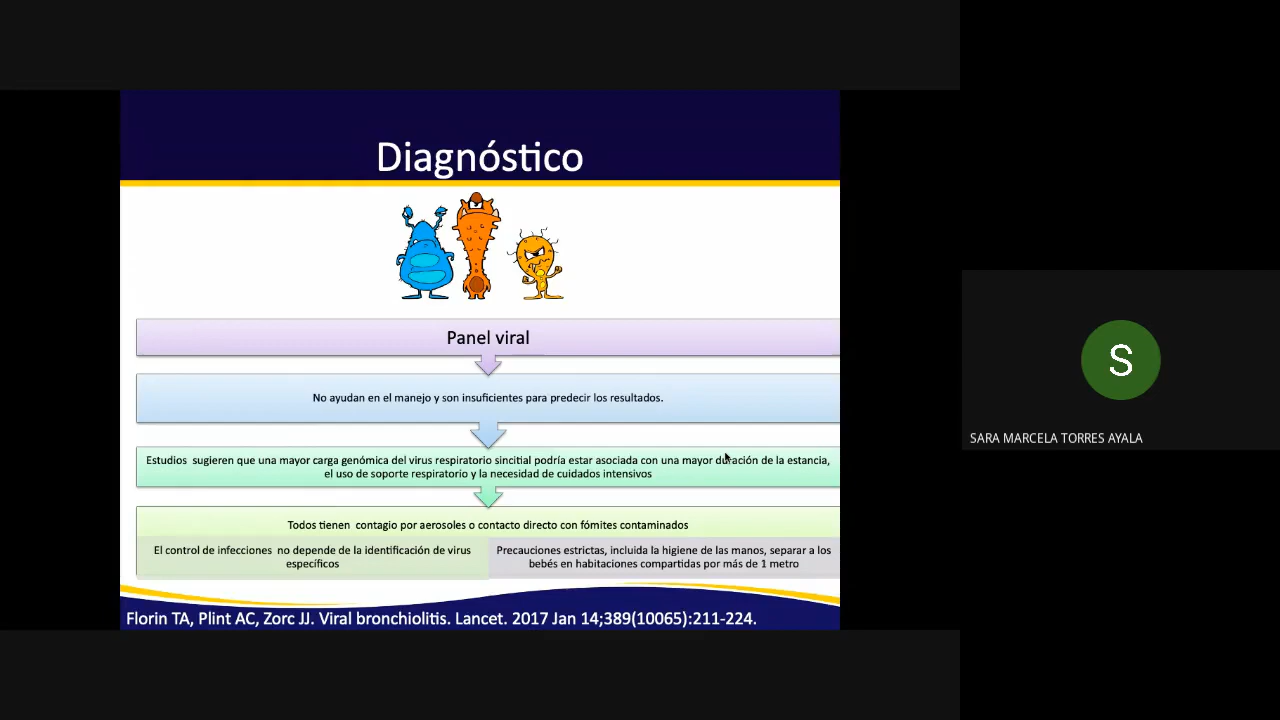 Diagnóstico
Panel viral
No ayudan en el manejo y son insuficientes para predecir los resultados.
Estudios sugieren que una mayor carga genómica del virus respiratorio sincitial podría estar asociada con una mayor duración de la estancia,
el uso de soporte respiratorio y la necesidad de cuidados intensivos
Todos tienen contagio por aerosoles o contacto directo con fómites contaminados
El control de infecciones no depende de la identificación de virus
específicos
Precauciones estrictas, incluida la higiene de las manos, separar a los
bebés en habitaciones compartidas por más de 1 metro
Florin TA, Plint AC, Zorc JJ. Viral bronchiolitis. Lancet. 2017 Jan 14;389(10065):211-224.
S
SARA MARCELA TORRES AYALA